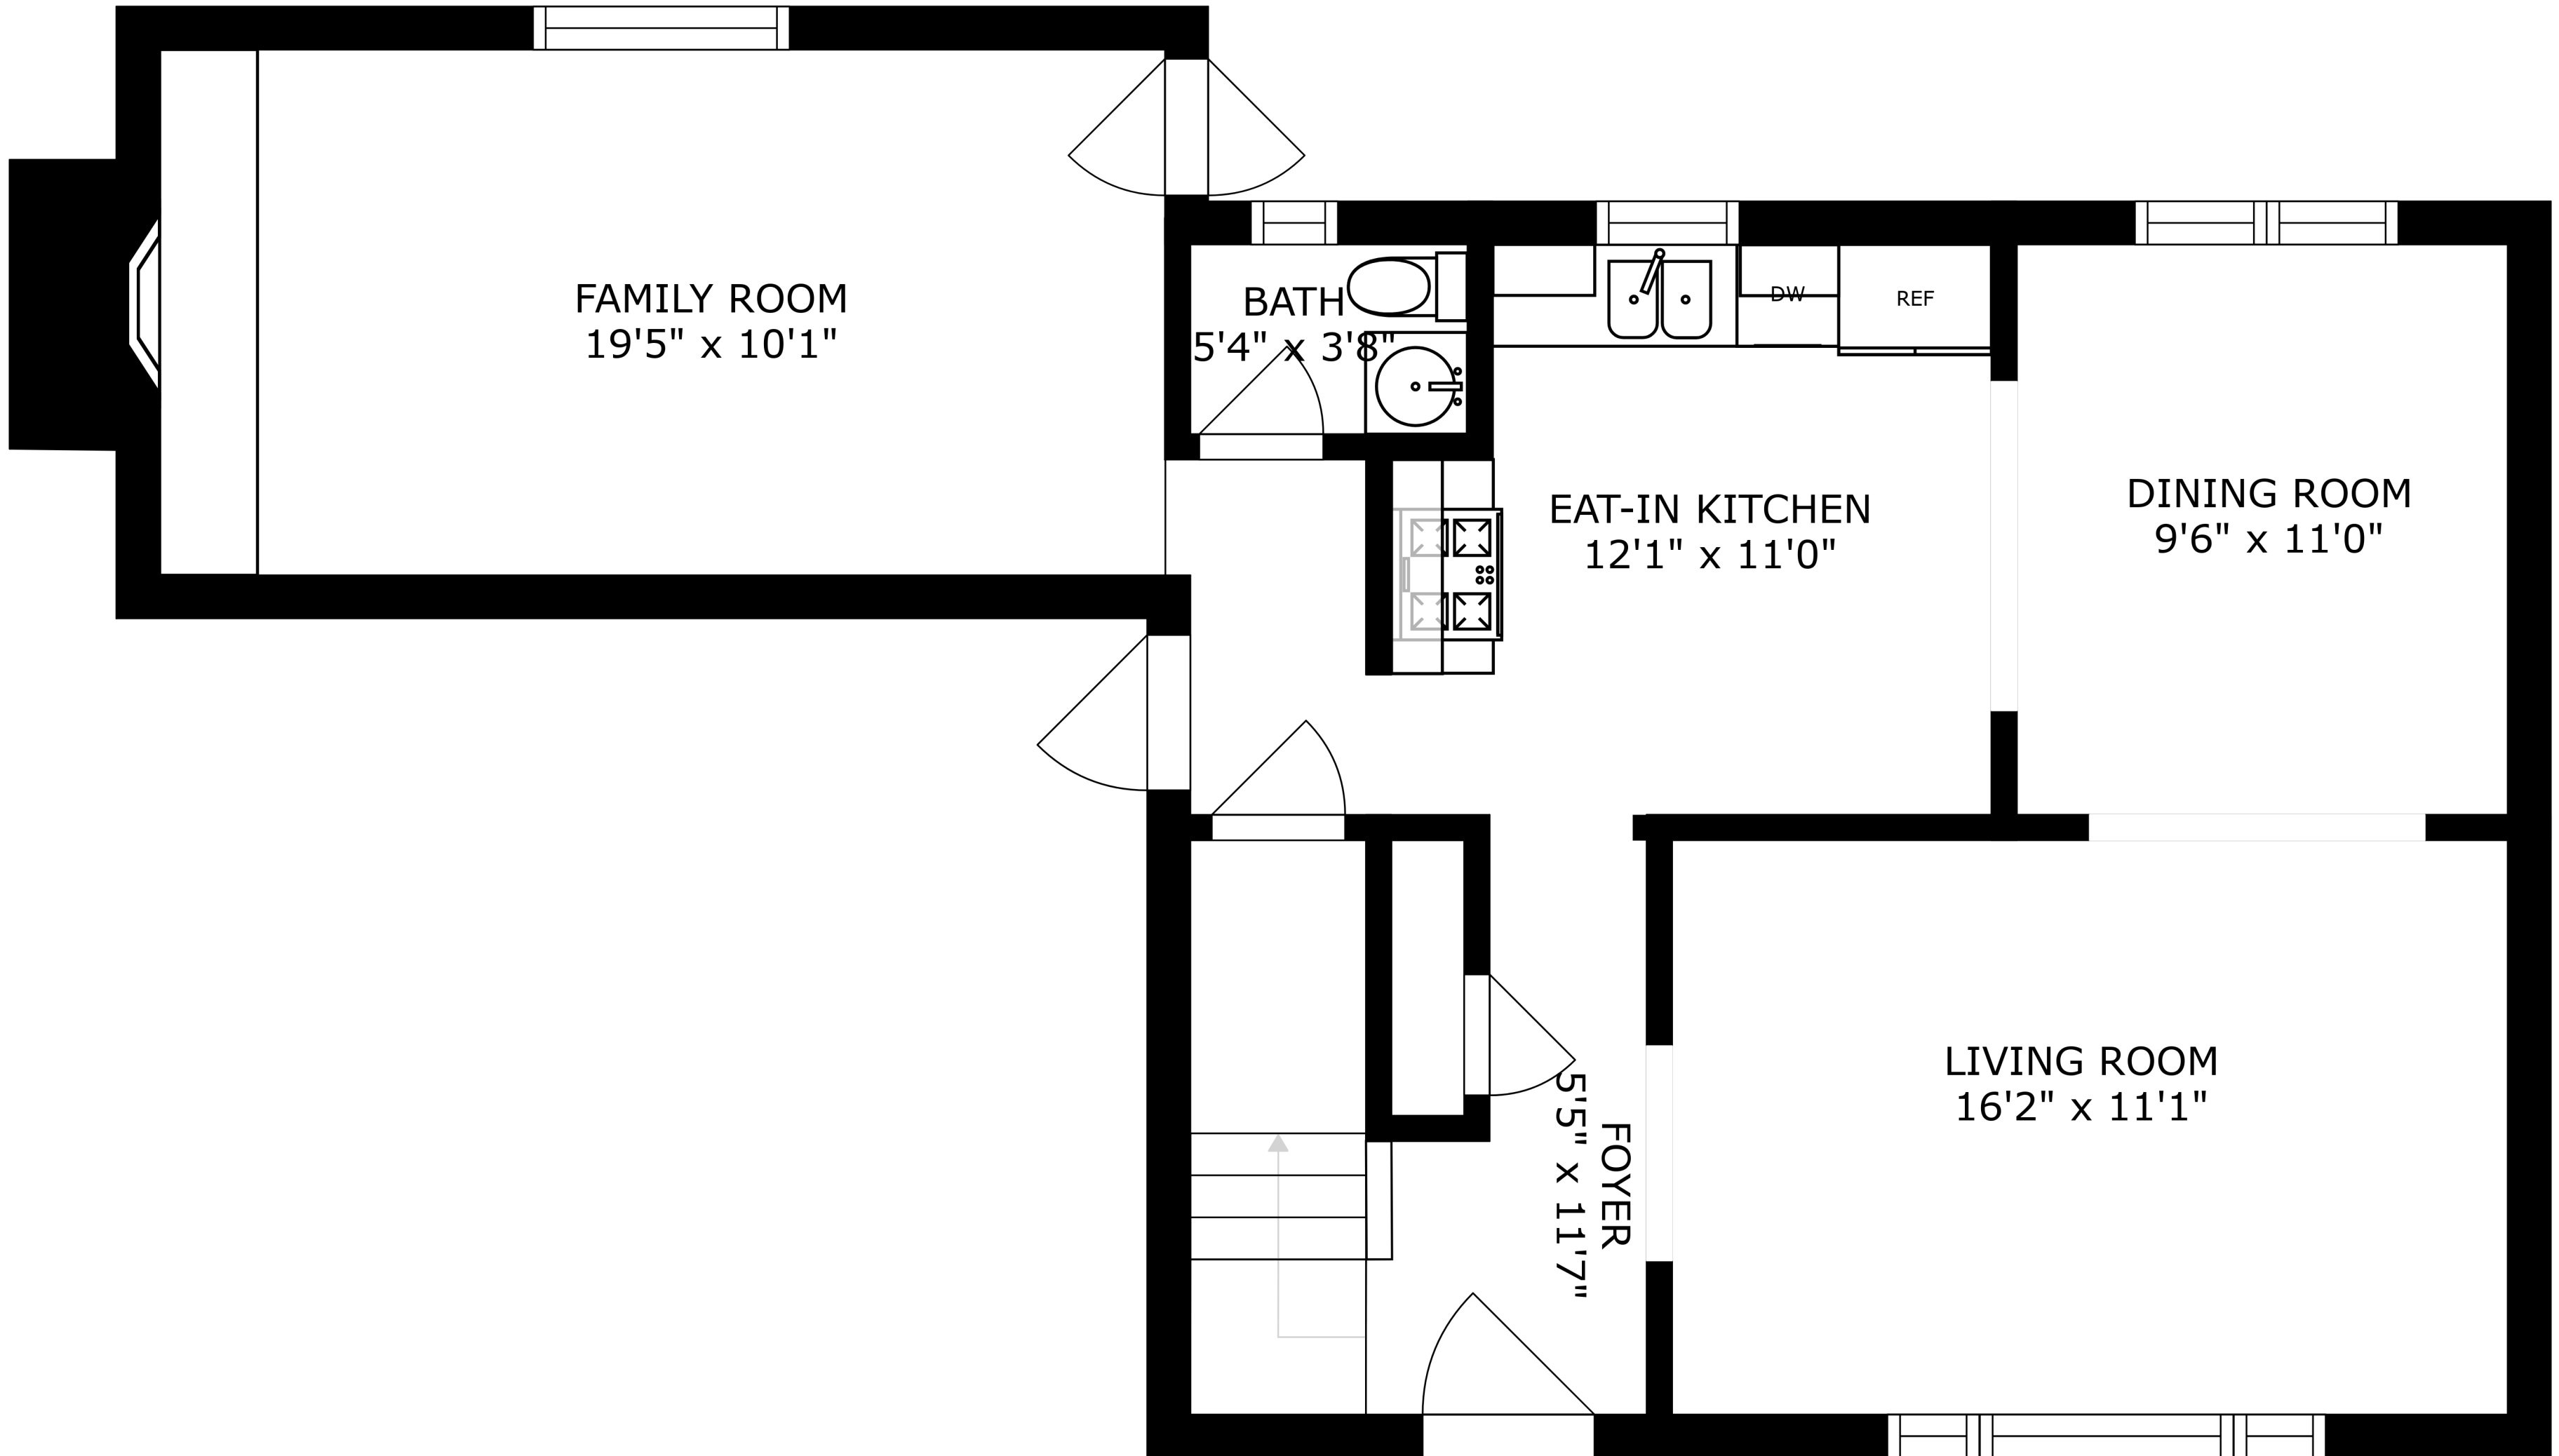 FAMILY ROOM
19'5" x 10'1"
BATH
5'4" x 3'8"
DW
REF
EAT-IN KITCHEN
12'1" x 11'0"
DINING ROOM
9'6" x 11'0"
LIVING ROOM
16'2" x 11'1"
FOYER
5'5" x 11'7"